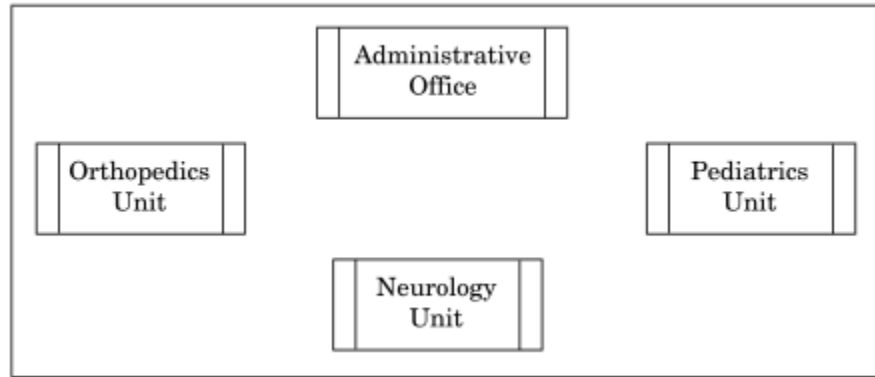 Administrative
Office
Orthopedics
Unit
Pediatrics
Unit
Neurology
Unit